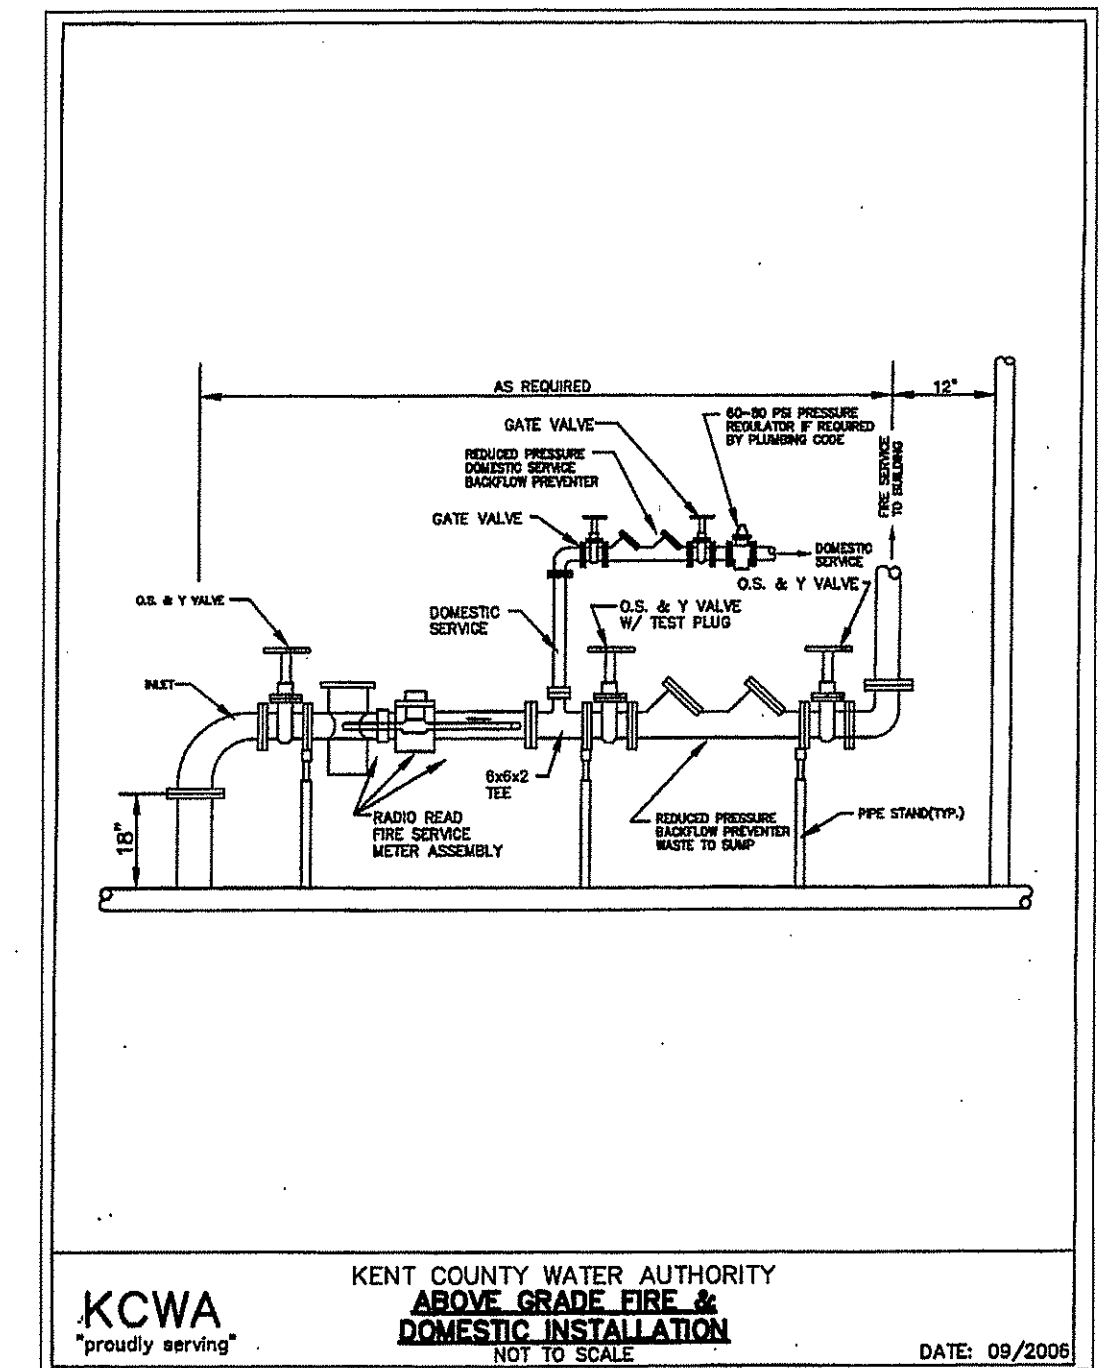 AS REQUIRED
12"
GATE VALVE
60-80 PSI PRESSURE
REGULATOR IF REQUIRED
BY PLUMBING CODE
REDUCED PRESSURE
DOMESTIC SERVICE
BACKFLOW PREVENTER
FIRE SERVICE
TO BUILDING
GATE VALVE
DOMESTIC
SERVICE
O.S. & Y VALVE
O.S. & Y VALVE
DOMESTIC
SERVICE
O.S. & Y VALVE
W/ TEST PLUG
INLET
6x6x2
TEE
18"
RADIO READ
FIRE SERVICE
METER ASSEMBLY
REDUCED PRESSURE
BACKFLOW PREVENTER
WASTE TO SUMP
PIPE STAND(TYP.)
KCWA
"proudly serving"
KENT COUNTY WATER AUTHORITY
ABOVE GRADE FIRE &
DOMESTIC INSTALLATION
NOT TO SCALE
DATE: 09/2006